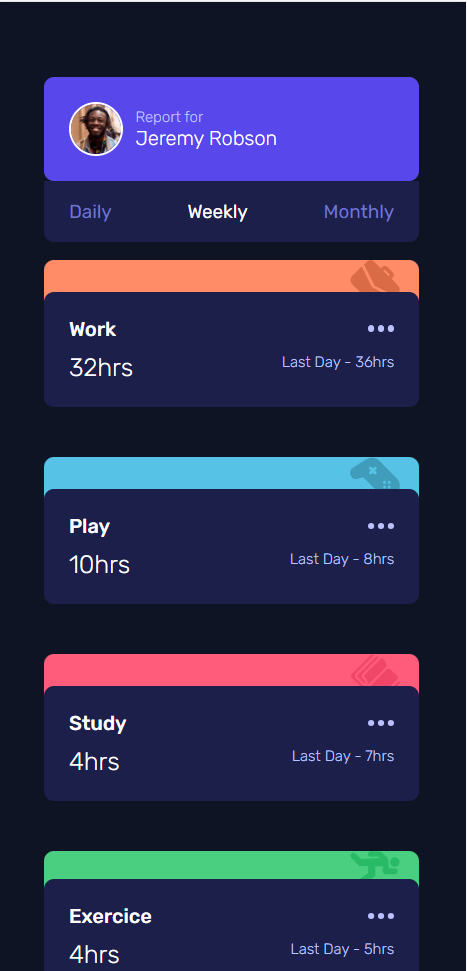 Report for
Jeremy Robson
Daily Weekly Monthly
Work
32hrs Last Day - 36hrs
Play
10hrs Last Day - 8hrs
Study
4hrs Last Day - 7hrs
Exercice
4hrs Last Day - 5hrs